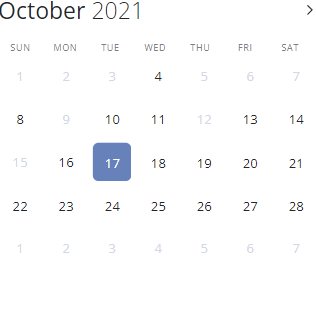 October 2021
SUN MON TUE WED THU FRI SAT
1 2 3 4 5 6 7
8 9 10 11 12 13 14
15 16 17 18 19 20 21
22 23 24 25 26 27 28
1 2 3 4 5 6 7